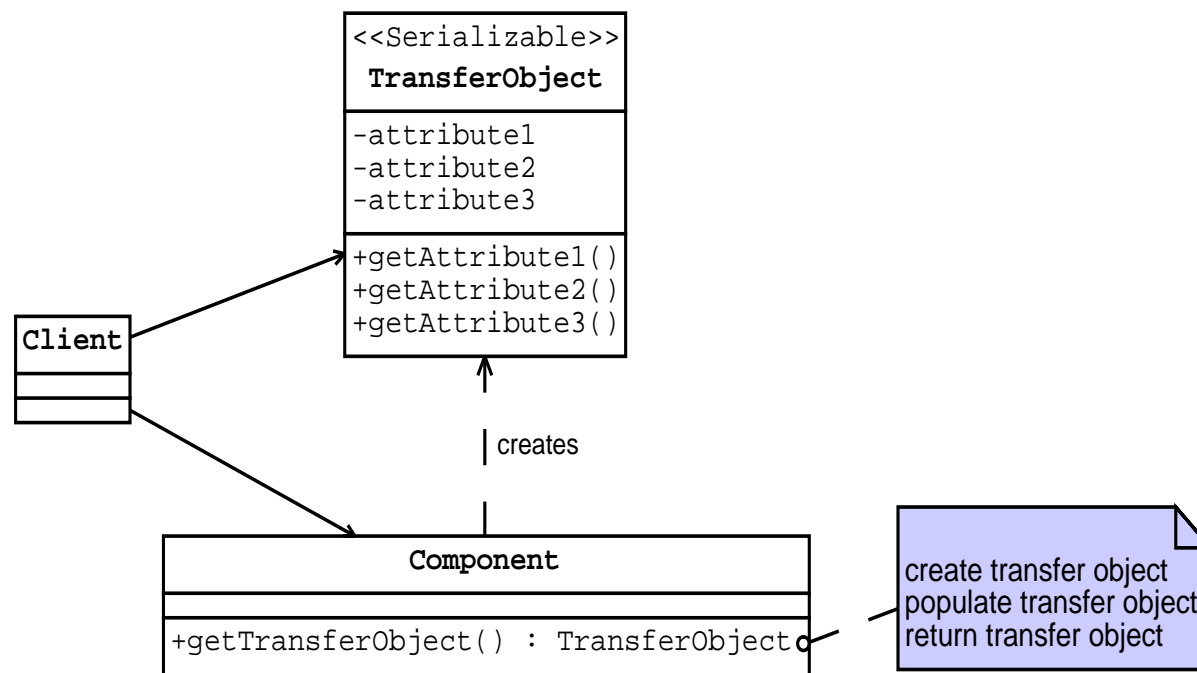 <<Serializable>>
TransferObject
-attribute1
-attribute2
-attribute3
+getAttribute1()
+getAttribute2()
+getAttribute3()
Client
creates
Component
+getTransferObject() : TransferObject
create transfer object
populate transfer object
return transfer object